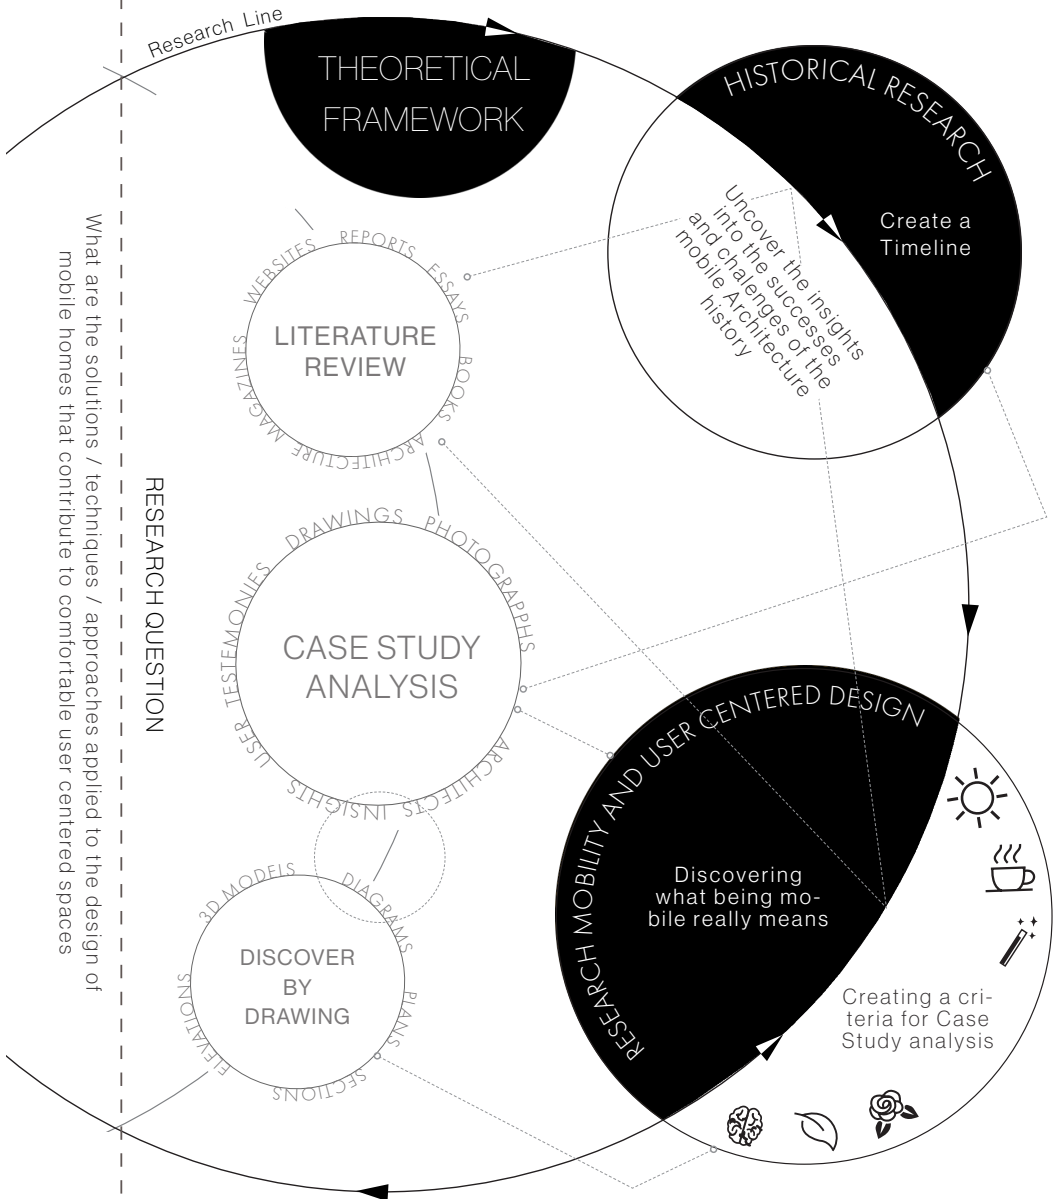 Research Line
THEORETICAL
FRAMEWORK
HISTORICAL RESEARCH
Create a
Timeline
Uncover the insights
into the successes
and chalenges of the
mobile Architecture
history
WEBSITES REPORTS ESSAYS BOOKS ARCHITECTURE MAGAZINES
LITERATURE
REVIEW
What are the solutions / techniques / approaches applied to the design of
mobile homes that contribute to comfortable user centered spaces
RESEARCH QUESTION
DRAWINGS PHOTOGRAPPHS ARCHITECTS INSIGHTS USER TESTEMONIES
CASE STUDY
ANALYSIS
RESEARCH MOBILITY AND USER CENTERED DESIGN
Discovering
what being mo-
bile really means
Creating a cri-
teria for Case
Study analysis
3D MODELS DIAGRAMS PLANS SECTIONS ELEVATIONS
DISCOVER
BY
DRAWING